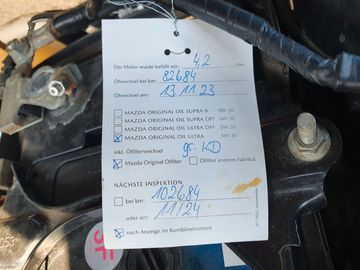 Der Motor wurde befüllt mit: 4,2 Liter
Ölwechsel bei km: 82684
Ölwechsel am: 13 11 23
MAZDA ORIGINAL OIL SUPRA-X 0W-20
MAZDA ORIGINAL OIL SUPRA DPF 0W-30
MAZDA ORIGINAL OIL ULTRA DPF 5W-30
MAZDA ORIGINAL OIL ULTRA 5W-30
inkl. Ölfilterwechsel gr. KD
Mazda Original Ölfilter Ölfilter anderes Fabrikat
NÄCHSTE INSPEKTION
bei km: 102684
oder am: 11/24
nach Anzeige im Kombiinstrument